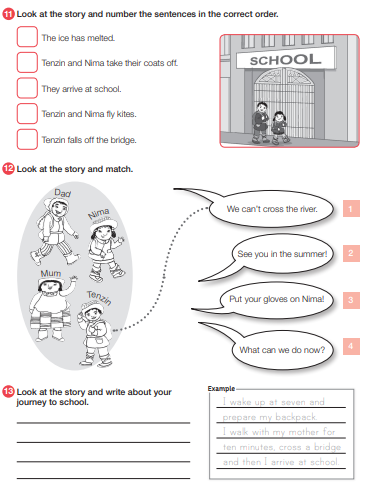 11 Look at the story and number the sentences in the correct order.
The ice has melted.
Tenzin and Nima take their coats off.
They arrive at school.
Tenzin and Nima fly kites.
Tenzin falls off the bridge.
SCHOOL
12 Look at the story and match.
Dad
Nima
Mum
Tenzin
We can't cross the river.
1
See you in the summer!
2
Put your gloves on Nima!
3
What can we do now?
4
13 Look at the story and write about your
journey to school.
Example
I wake up at seven and
prepare my backpack.
I walk with my mother for
ten minutes, cross a bridge
and then I arrive at school.